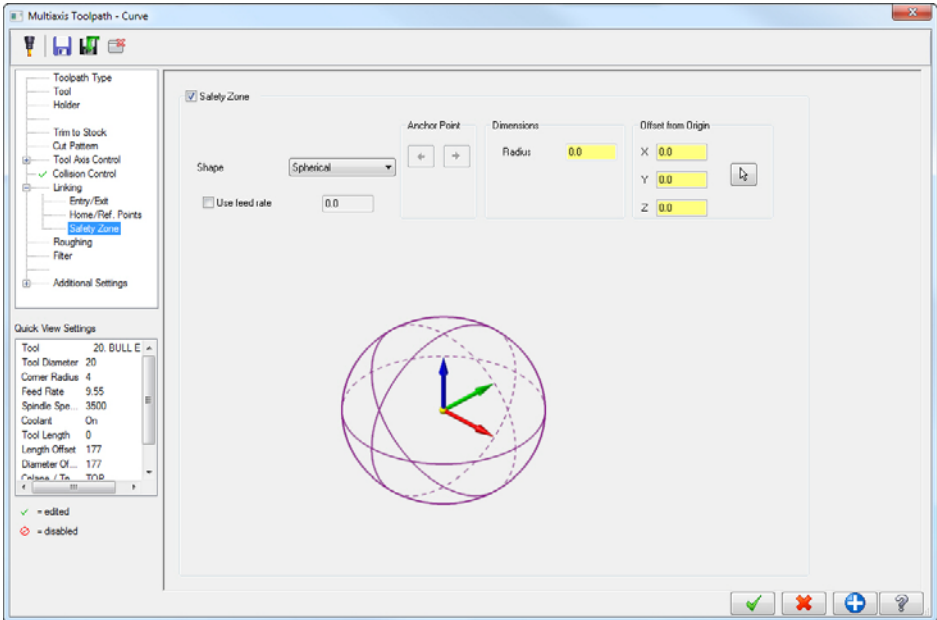 Multiaxis Toolpath - Curve
Toolpath Type
Tool
Holder
Trim to Stock
Cut Pattern
Tool Axis Control
Collision Control
Linking
Entry/Exit
Home/Ref. Points
Safety Zone
Roughing
Filter
Additional Settings
Safety Zone
Shape
Spherical
Use feed rate
0.0
Anchor Point
Dimensions
Radius 0.0
Offset from Origin
X 0.0
Y 0.0
Z 0.0
Quick View Settings
Tool 20. BULL E
Tool Diameter 20
Corner Radius 4
Feed Rate 9.55
Spindle Spe... 3500
Coolant On
Tool Length 0
Length Offset 177
Diameter Of... 177
Cplane / To... TOP
= edited
= disabled